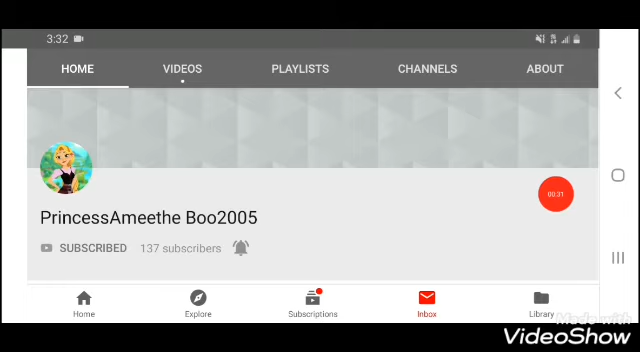 3:32
HOME VIDEOS PLAYLISTS CHANNELS ABOUT
00:31
PrincessAmeethe Boo2005
SUBSCRIBED 137 subscribers
Home Explore Subscriptions Inbox Library
Made with
VideoShow